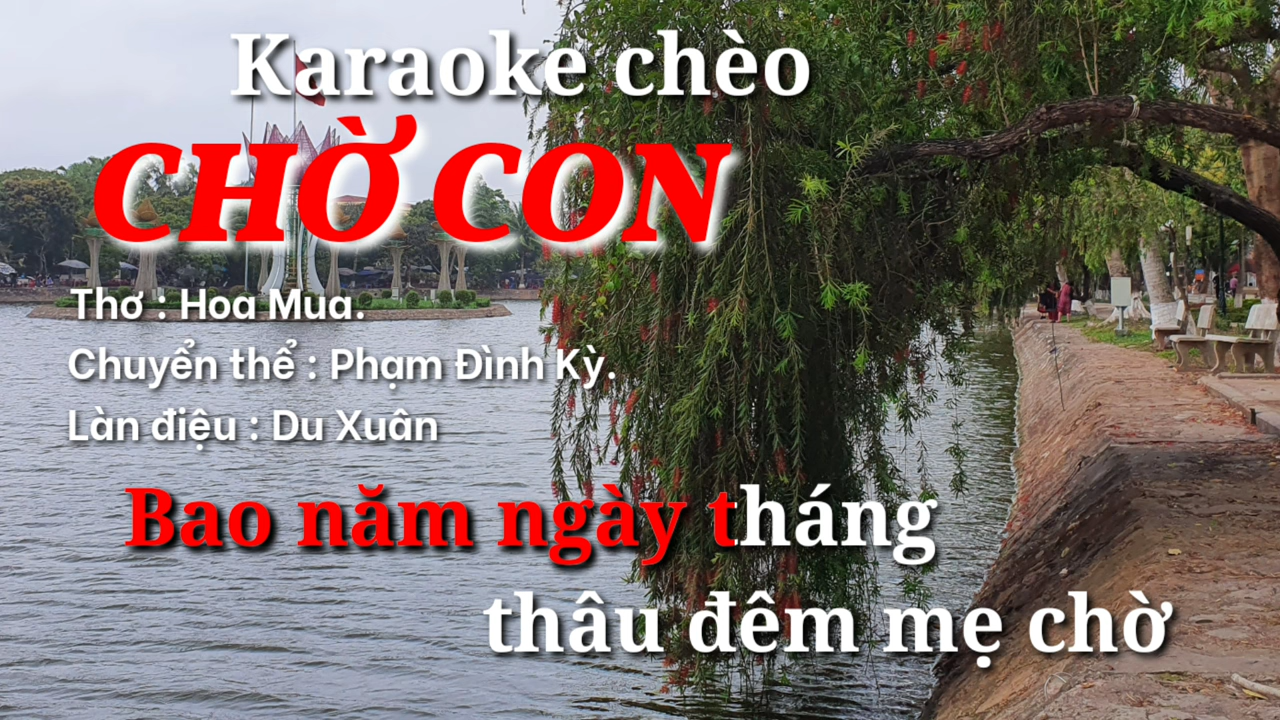 Karaoke chèo
CHỜ CON
Thơ : Hoa Mua.
Chuyển thể : Phạm Đình Kỳ.
Làn điệu : Du Xuân
Bao năm ngày tháng
thâu đêm mẹ chờ